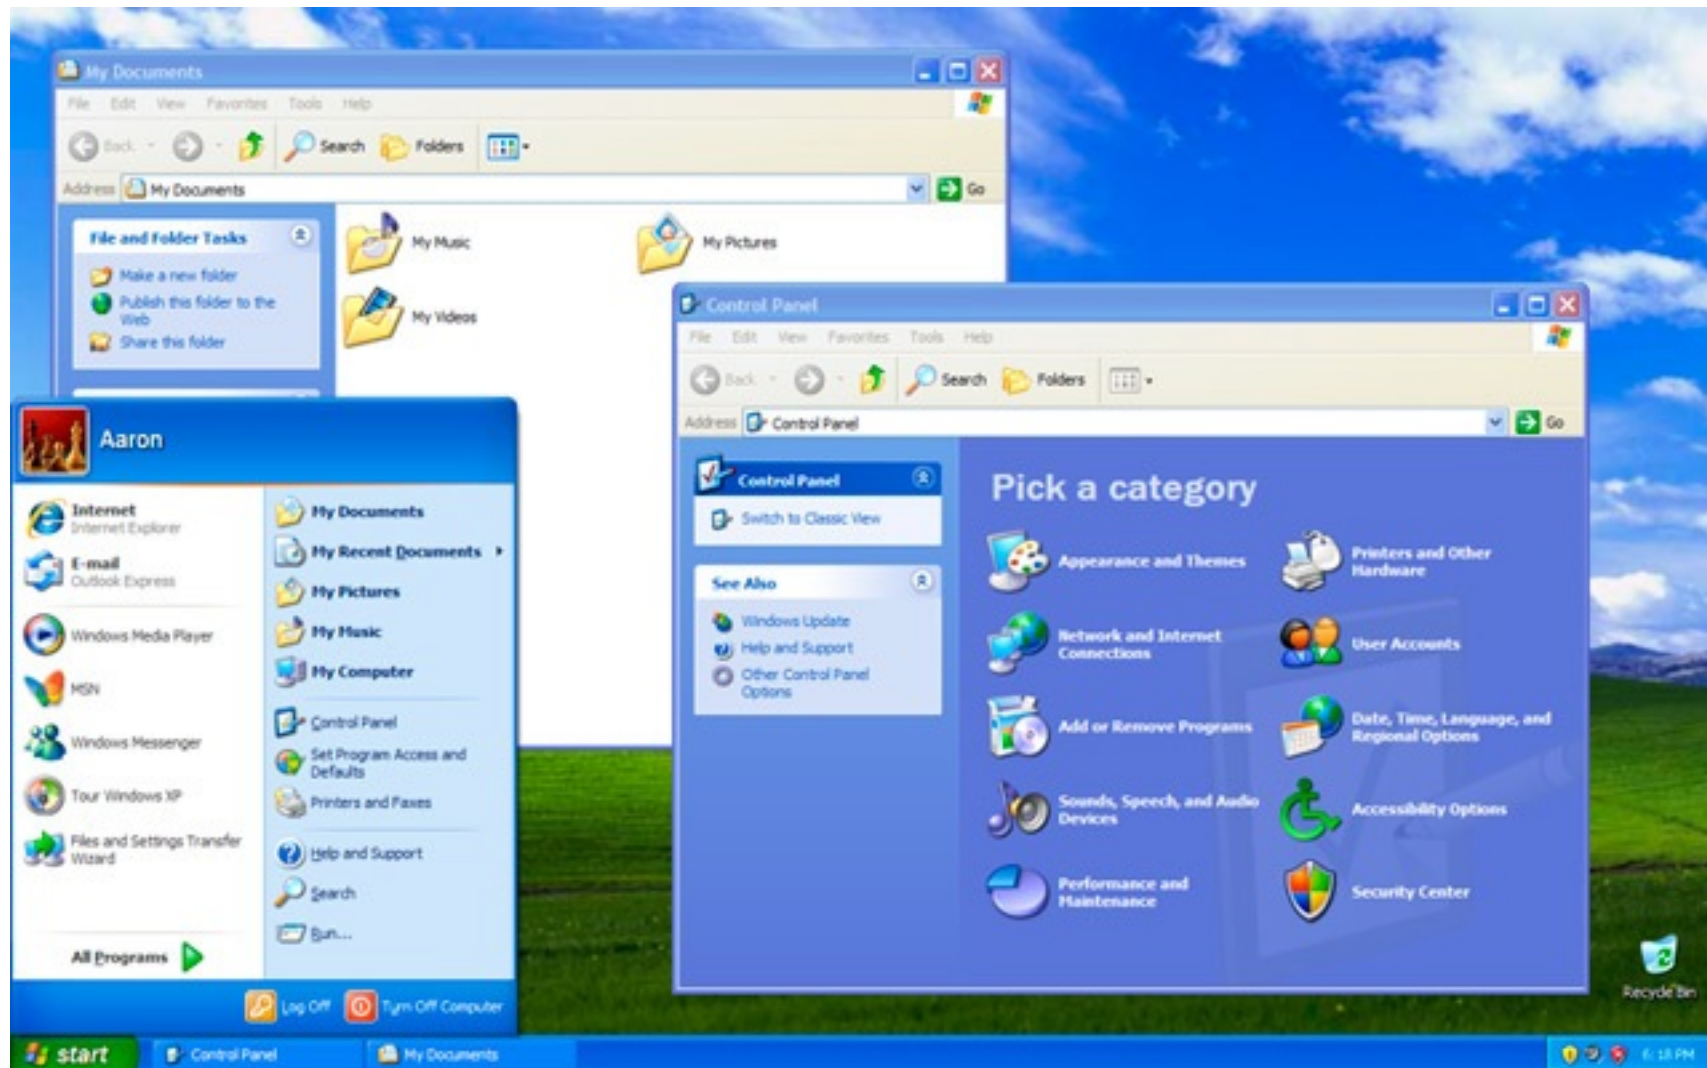 My Documents
File Edit View Favorites Tools Help
Back Search Folders
Address My Documents Go
File and Folder Tasks
Make a new folder
Publish this folder to the
Web
Share this folder
My Music
My Pictures
My Videos
Control Panel
File Edit View Favorites Tools Help
Back Search Folders
Address Control Panel Go
Control Panel
Switch to Classic View
See Also
Windows Update
Help and Support
Other Control Panel
Options
Pick a category
Appearance and Themes
Printers and Other
Hardware
Network and Internet
Connections
User Accounts
Add or Remove Programs
Date, Time, Language, and
Regional Options
Sounds, Speech, and Audio
Devices
Accessibility Options
Performance and
Maintenance
Security Center
Aaron
Internet
Internet Explorer
E-mail
Outlook Express
Windows Media Player
MSN
Windows Messenger
Tour Windows XP
Files and Settings Transfer
Wizard
All Programs
My Documents
My Recent Documents
My Pictures
My Music
My Computer
Control Panel
Set Program Access and
Defaults
Printers and Faxes
Help and Support
Search
Run...
Log Off Turn Off Computer
Recycle Bin
start Control Panel My Documents 6:18 PM